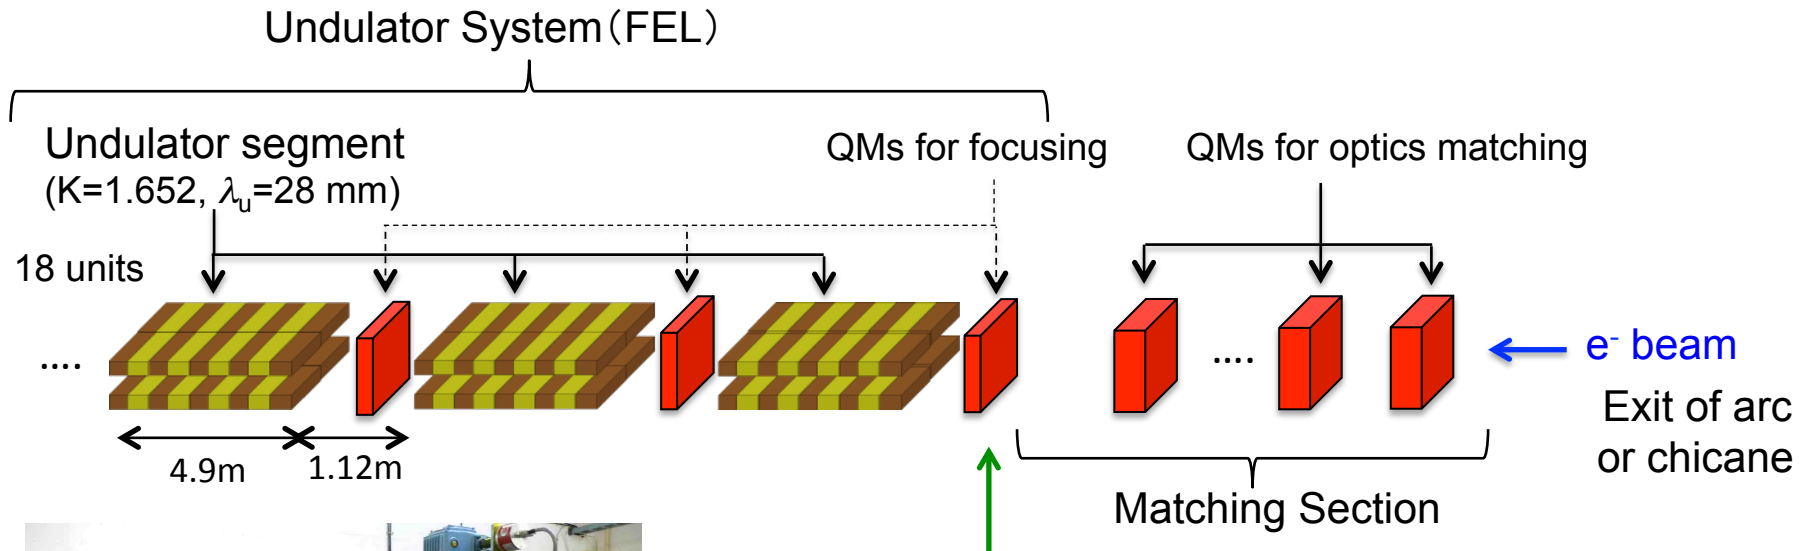 Undulator System（FEL）
Undulator segment
(K=1.652, λu=28 mm)
QMs for focusing
QMs for optics matching
18 units
....
....
e- beam
Exit of arc
or chicane
4.9m
1.12m
Matching Section